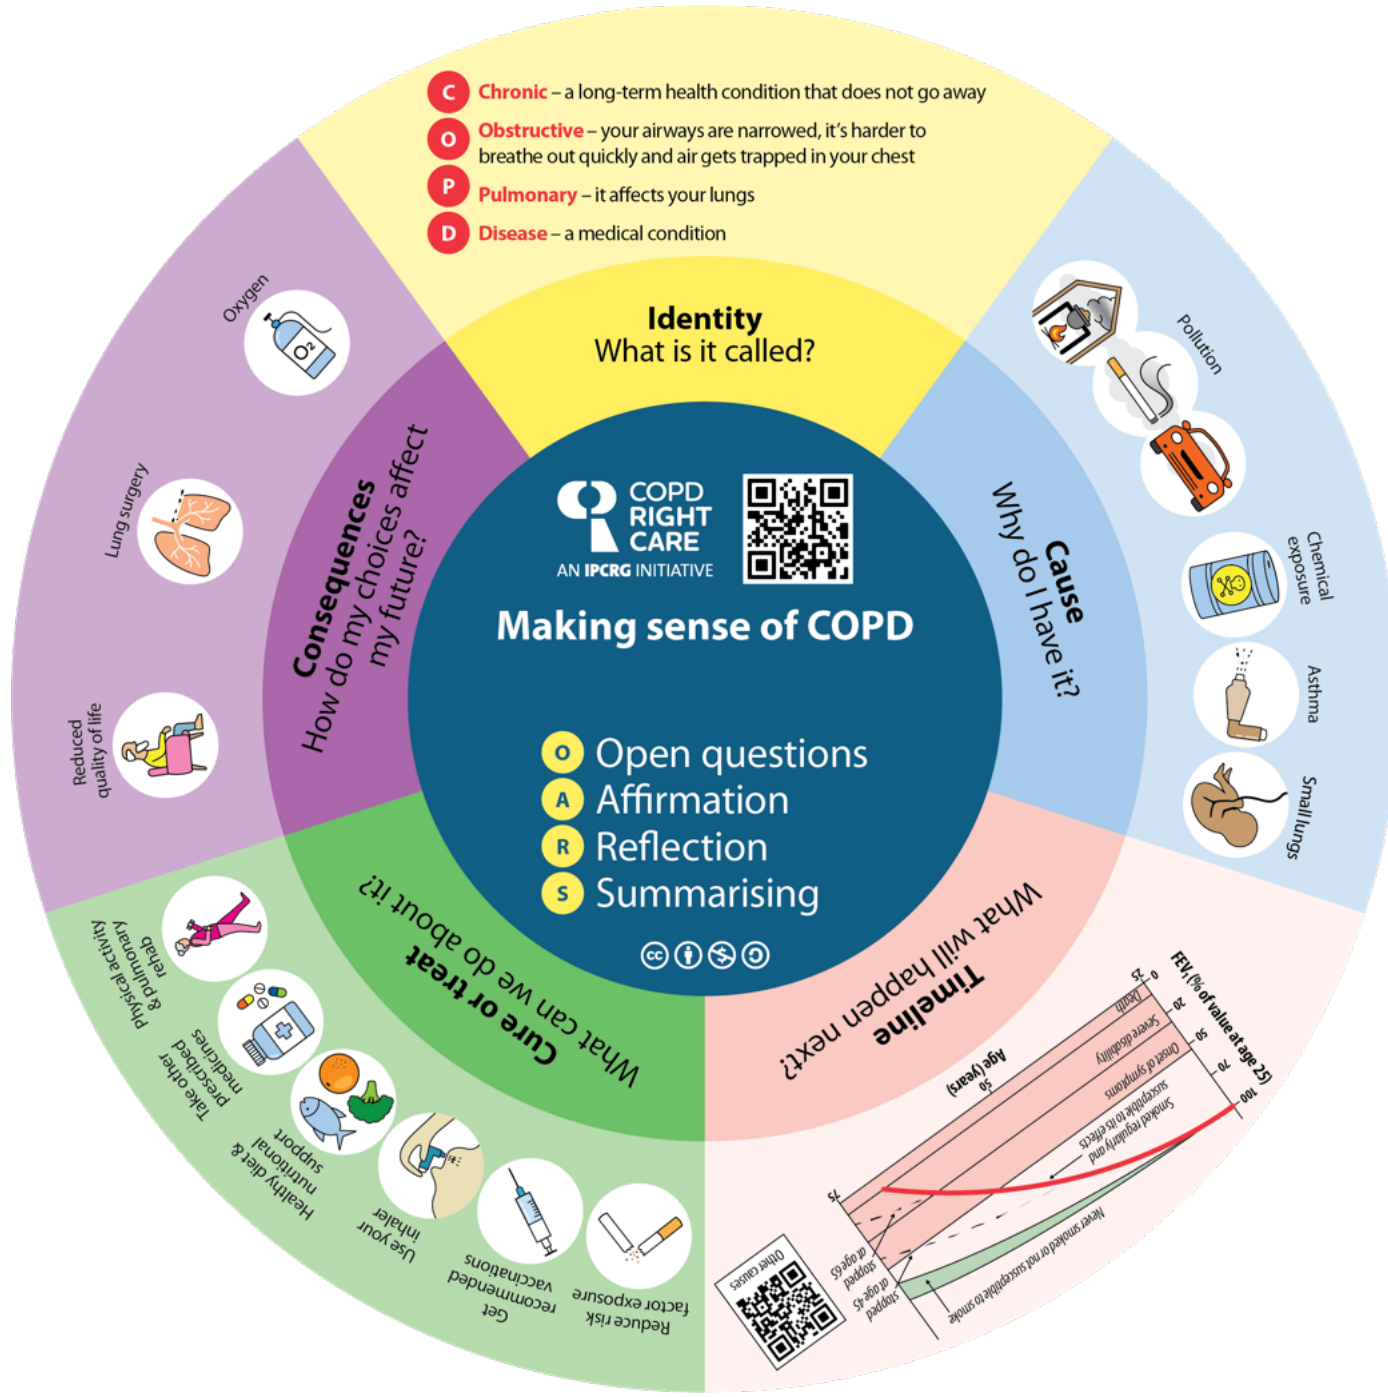 C Chronic – a long-term health condition that does not go away
O Obstructive – your airways are narrowed, it's harder to
breathe out quickly and air gets trapped in your chest
P Pulmonary – it affects your lungs
D Disease – a medical condition
Identity
What is it called?
Pollution
Chemical
exposure
Asthma
Small lungs
Cause
Why do I have it?
Timeline
What will happen next?
FEV₁ (% of value at age 25)
0
20
50
70
100
25
50
75
Age (years)
Death
Severe disability
Onset of symptoms
Smoked regularly and
susceptible to its effects
Never smoked or not susceptible to smoke
stopped
at age 45
stopped
at age 65
Other causes
Cure or treat
What can we do about it?
Reduce risk
factor exposure
Get
recommended
vaccinations
Use your
inhaler
Healthy diet &
nutritional
support
Take other
prescribed
medicines
Physical activity
& pulmonary
rehab
Consequences
How do my choices affect
my future?
Reduced
quality of life
Lung surgery
Oxygen
O₂
COPD
RIGHT
CARE
AN IPCRG INITIATIVE
Making sense of COPD
O Open questions
A Affirmation
R Reflection
S Summarising
cc